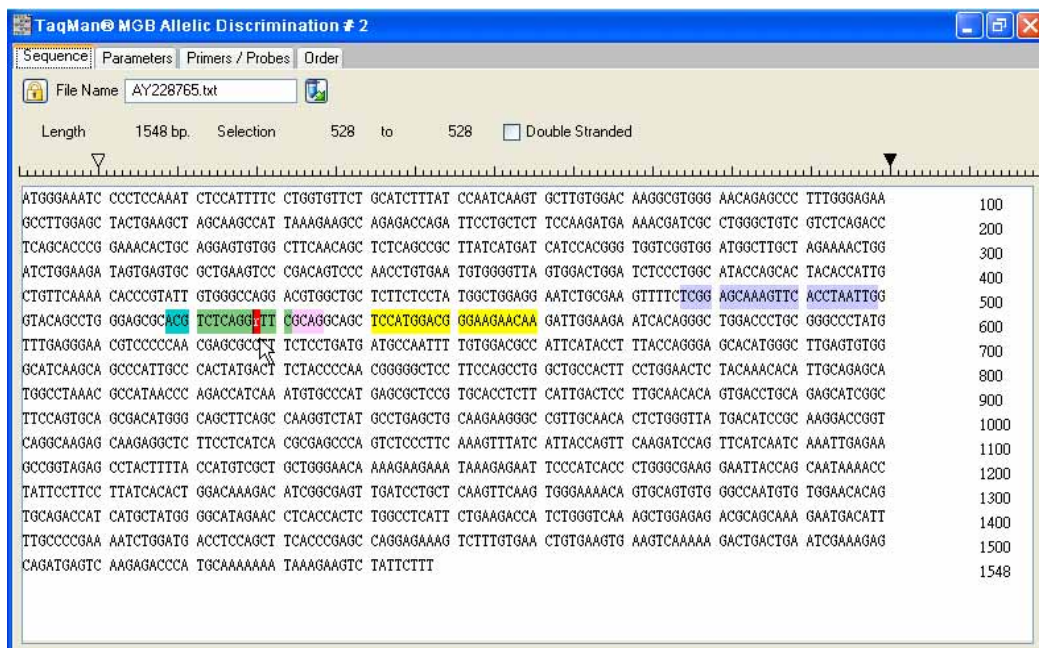 TaqMan® MGB Allelic Discrimination # 2
Sequence Parameters Primers / Probes Order
File Name AY228765.txt
Length 1548 bp. Selection 528 to 528 Double Stranded
ATGGGAAATC CCCTCCAAAT CTCCATTTTC CTGGTGTTCT GCATCTTTAT CCAATCAAGT GCTTGTGGAC AAGGCGTGGG AACAGAGCCC TTTGGGAGAA 100
GCCTTGGAGC TACTGAAGCT AGCAAGCCAT TAAAGAAGCC AGAGACCAGA TTCCTGCTCT TCCAAGATGA AAACGATCGC CTGGGCTGTC GTCTCAGACC 200
TCAGCACCCG GAAACACTGC AGGAGTGTGG CTTCAACAGC TCTCAGCCGC TTATCATGAT CATCCACGGG TGGTCGGTGG ATGGCTTGCT AGAAAACTGG 300
ATCTGGAAGA TAGTGAGTGC GCTGAAGTCC CGACAGTCCC AACCTGTGAA TGTGGGGTTA GTGGACTGGA TCTCCCTGGC ATACCAGCAC TACACCATTG 400
CTGTTCAAAA CACCCGTATT GTGGGCCAGG ACGTGGCTGC TCTTCTCCTA TGGCTGGAGG AATCTGCGAA GTTTTCTCGG AGCAAAGTTC ACCTAATTGG 500
GTACAGCCTG GGAGCGCACG TCTCAGGYTT CGCAGGCAGC TCCATGGACG GGAAGAACAA GATTGGAAGA ATCACAGGGC TGGACCCTGC GGGCCCTATG 600
TTTGAGGGAA CGTCCCCCAA CGAGCGCC TCTCCTGATG ATGCCAATTT TGTGGACGCC ATTCATACCT TTACCAGGGA GCACATGGGC TTGAGTGTGG 700
GCATCAAGCA GCCCATTGCC CACTATGACT TCTACCCCAA CGGGGGCTCC TTCCAGCCTG GCTGCCACTT CCTGGAACTC TACAAACACA TTGCAGAGCA 800
TGGCCTAAAC GCCATAACCC AGACCATCAA ATGTGCCCAT GAGCGCTCCG TGCACCTCTT CATTGACTCC TTGCAACACA GTGACCTGCA GAGCATCGGC 900
TTCCAGTGCA GCGACATGGG CAGCTTCAGC CAAGGTCTAT GCCTGAGCTG CAAGAAGGGC CGTTGCAACA CTCTGGGTTA TGACATCCGC AAGGACCGGT 1000
CAGGCAAGAG CAAGAGGCTC TTCCTCATCA CGCGAGCCCA GTCTCCCTTC AAAGTTTATC ATTACCAGTT CAAGATCCAG TTCATCAATC AAATTGAGAA 1100
GCCGGTAGAG CCTACTTTTA CCATGTCGCT GCTGGGAACA AAAGAAGAAA TAAAGAGAAT TCCCATCACC CTGGGCGAAG GAATTACCAG CAATAAAACC 1200
TATTCCTTCC TTATCACACT GGACAAAGAC ATCGGCGAGT TGATCCTGCT CAAGTTCAAG TGGGAAAACA GTGCAGTGTG GGCCAATGTG TGGAACACAG 1300
TGCAGACCAT CATGCTATGG GGCATAGAAC CTCACCACTC TGGCCTCATT CTGAAGACCA TCTGGGTCAA AGCTGGAGAG ACGCAGCAAA GAATGACATT 1400
TTGCCCCGAA AATCTGGATG ACCTCCAGCT TCACCCGAGC CAGGAGAAAG TCTTTGTGAA CTGTGAAGTG AAGTCAAAAA GACTGACTGA ATCGAAAGAG 1500
CAGATGAGTC AAGAGACCCA TGCAAAAAAA TAAAGAAGTC TATTCTTT 1548